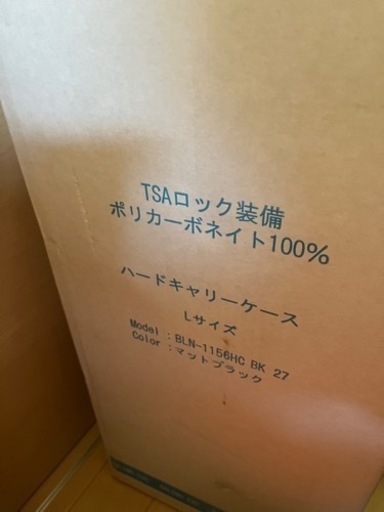 TSAロック装備
ポリカーボネイト100%
ハードキャリーケース
Lサイズ
Model：BLN-1156HC BK 27
Color：マットブラック